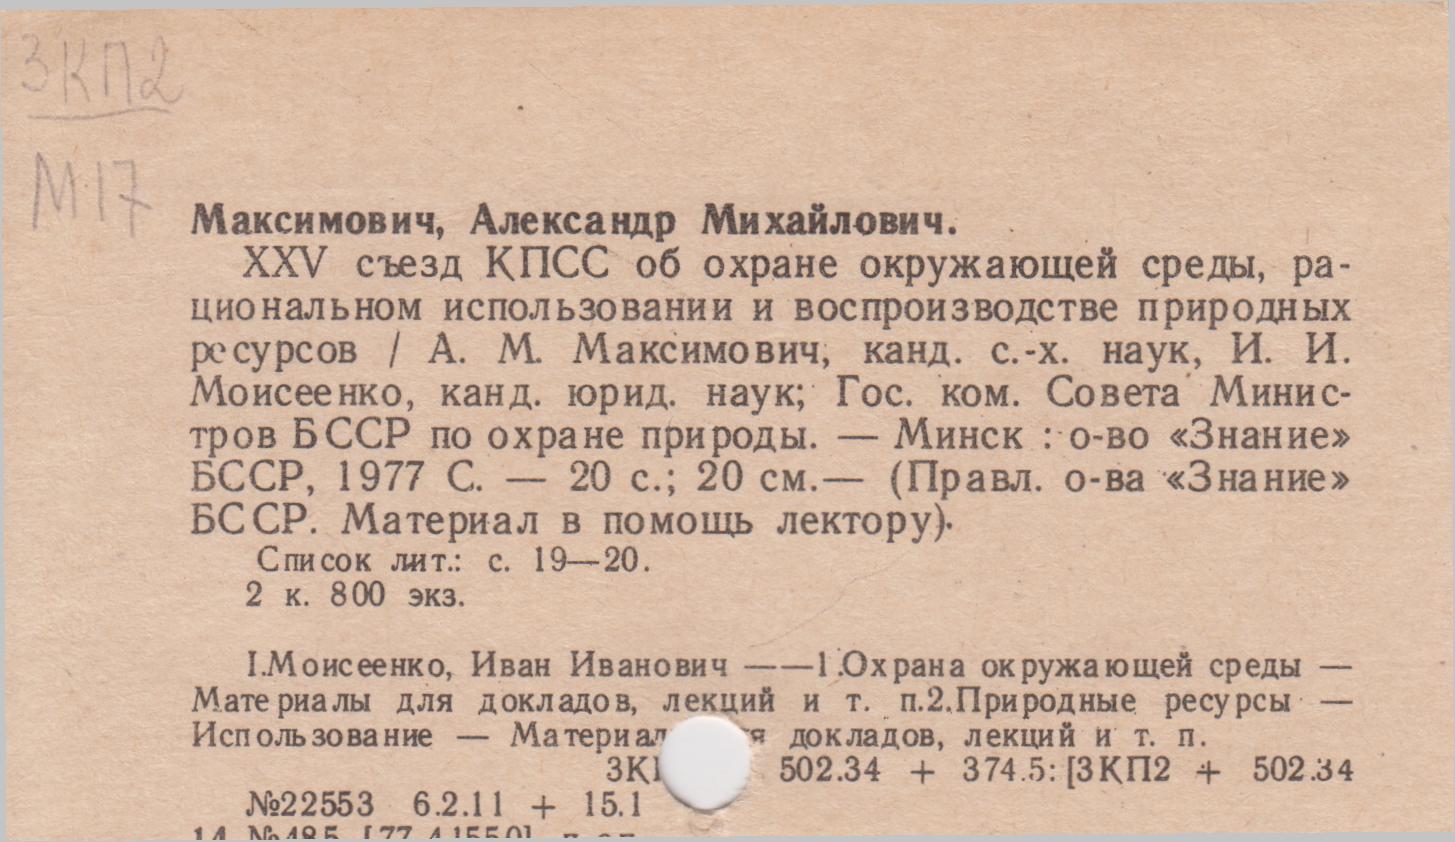 3КП2
М17
Максимович, Александр Михайлович.
XXV съезд КПСС об охране окружающей среды, ра-
циональном использовании и воспроизводстве природных
ресурсов / А. М. Максимович, канд. с.-х. наук, И. И.
Моисеенко, канд. юрид. наук; Гос. ком. Совета Минис-
тров БССР по охране природы. — Минск : о-во «Знание»
БССР, 1977 С. — 20 с.; 20 см.— (Правл. о-ва «Знание»
БССР. Материал в помощь лектору).
Список лит.: с. 19—20.
2 к. 800 экз.
I.Моисеенко, Иван Иванович ——1.Охрана окружающей среды —
Материалы для докладов, лекций и т. п.2.Природные ресурсы —
Использование — Материал докладов, лекций и т. п.
3К 502.34 + 374.5:[3КП2 + 502.34
№22553 6.2.11 + 15.1
14 №485 [77-41550]